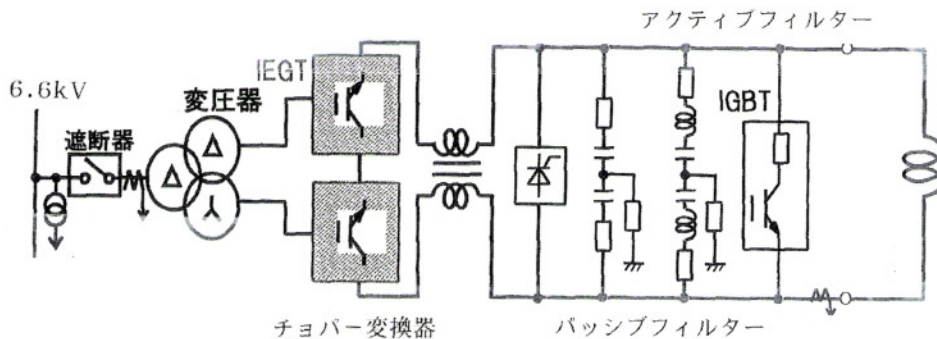 アクティブフィルター
IEGT
6.6kV
変圧器
IGBT
遮断器
Δ
Δ
チョパー変換器
パッシブフィルター